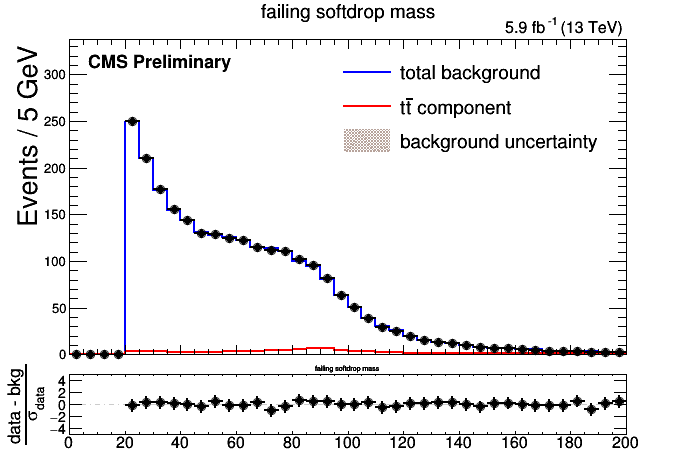 failing softdrop mass
5.9 fb⁻¹ (13 TeV)
CMS Preliminary
total background
tt̄ component
background uncertainty
Events / 5 GeV
300
250
200
150
100
50
0
failing softdrop mass
data - bkg
σ data
4
2
0
−2
−4
0 20 40 60 80 100 120 140 160 180 200